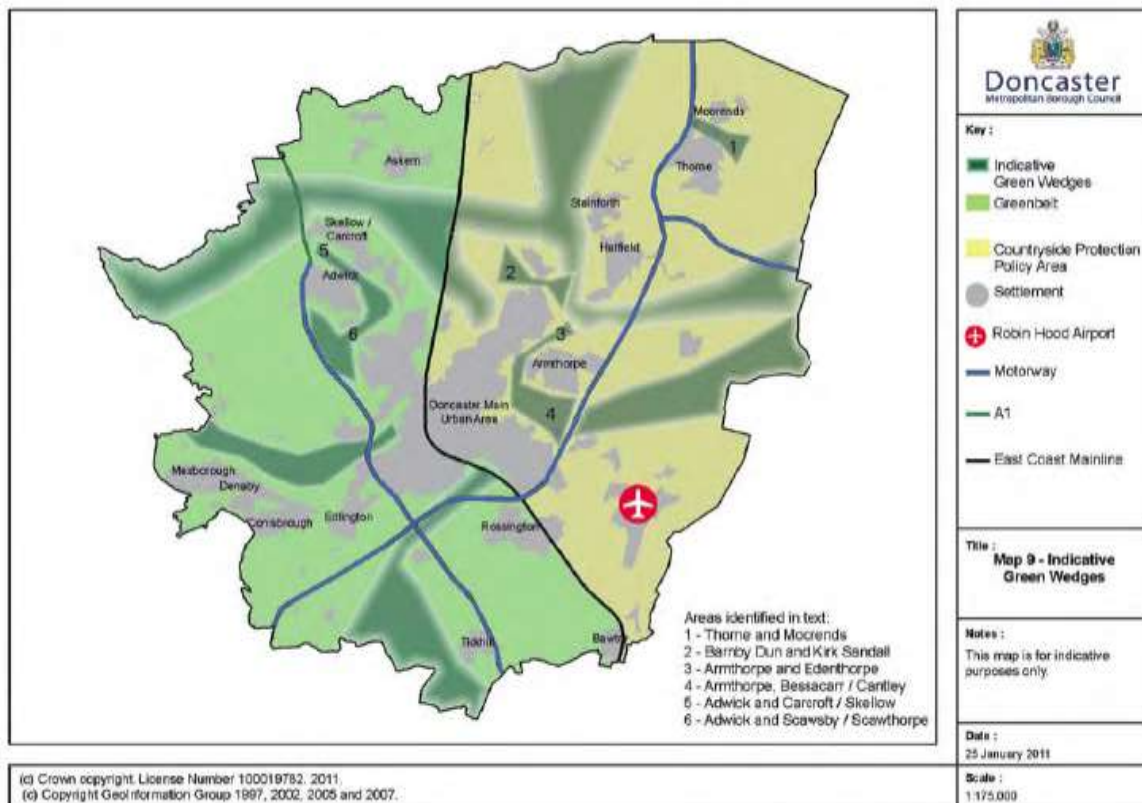 Askern
Moorends
1
Thorne
Stainforth
Skellow /
Carcroft
Hatfield
5
Adwick
2
6
3
Armthorpe
4
Doncaster Main
Urban Area
Mexborough
Denaby
Conisbrough
Edlington
Rossington
Tickhill
Bawtry
Areas identified in text:
1 - Thorne and Moorends
2 - Barnby Dun and Kirk Sandall
3 - Armthorpe and Edenthorpe
4 - Armthorpe, Bessacarr / Cantley
5 - Adwick and Carcroft / Skellow
6 - Adwick and Scawsby / Scawthorpe
Doncaster
Metropolitan Borough Council
Key :
Indicative
Green Wedges
Greenbelt
Countryside Protection
Policy Area
Settlement
Robin Hood Airport
Motorway
A1
East Coast Mainline
Title :
Map 9 - Indicative
Green Wedges
Notes :
This map is for indicative
purposes only.
Date :
25 January 2011
Scale :
1:175,000
(c) Crown copyright. License Number 100019782. 2011.
(c) Copyright GeoInformation Group 1997, 2002, 2005 and 2007.